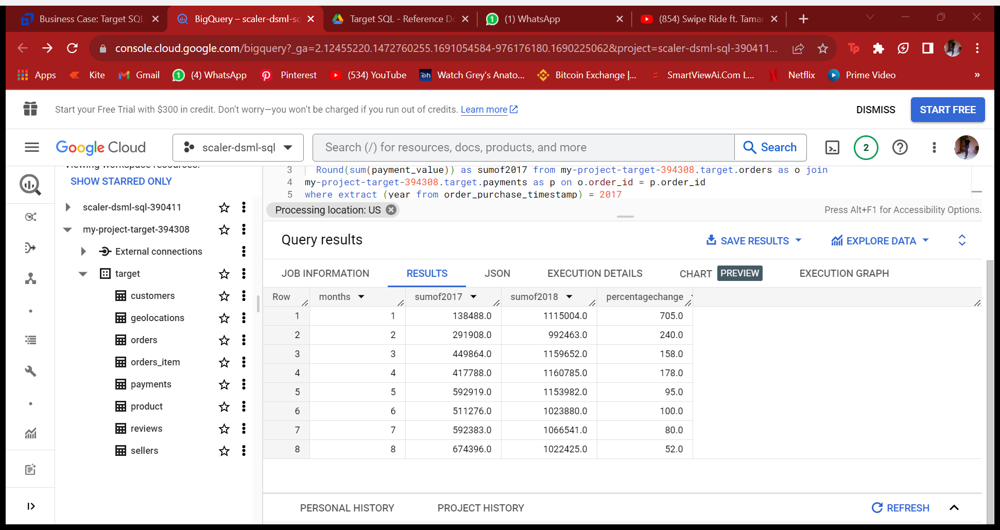 Business Case: Target SQL
BigQuery – scaler-dsml-sq
Target SQL - Reference Do
1 (1) WhatsApp
(854) Swipe Ride ft. Tamar
console.cloud.google.com/bigquery?_ga=2.12455220.1472760255.1691054584-976176180.1690225062&project=scaler-dsml-sql-390411...
Tp
Apps
Kite
Gmail
1 (4) WhatsApp
Pinterest
(534) YouTube
Dh Watch Grey's Anato...
Bitcoin Exchange |...
SmartViewAi.Com L...
Netflix
Prime Video
»
Start your Free Trial with $300 in credit. Don't worry—you won't be charged if you run out of credits. Learn more
DISMISS
START FREE
Google Cloud
scaler-dsml-sql
Search (/) for resources, docs, products, and more
Search
2
Viewing workspace resources.
SHOW STARRED ONLY
scaler-dsml-sql-390411
my-project-target-394308
External connections
target
customers
geolocations
orders
orders_item
payments
product
reviews
sellers
3 Round(sum(payment_value)) as sumof2017 from my-project-target-394308.target.orders as o join
4 my-project-target-394308.target.payments as p on o.order_id = p.order_id
5 where extract (year from order_purchase_timestamp) = 2017
Processing location: US
Press Alt+F1 for Accessibility Options.
Query results
SAVE RESULTS
EXPLORE DATA
JOB INFORMATION RESULTS JSON EXECUTION DETAILS CHART PREVIEW EXECUTION GRAPH
Row months sumof2017 sumof2018 percentagechange
1 1 138488.0 1115004.0 705.0
2 2 291908.0 992463.0 240.0
3 3 449864.0 1159652.0 158.0
4 4 417788.0 1160785.0 178.0
5 5 592919.0 1153982.0 95.0
6 6 511276.0 1023880.0 100.0
7 7 592383.0 1066541.0 80.0
8 8 674396.0 1022425.0 52.0
PERSONAL HISTORY PROJECT HISTORY
REFRESH